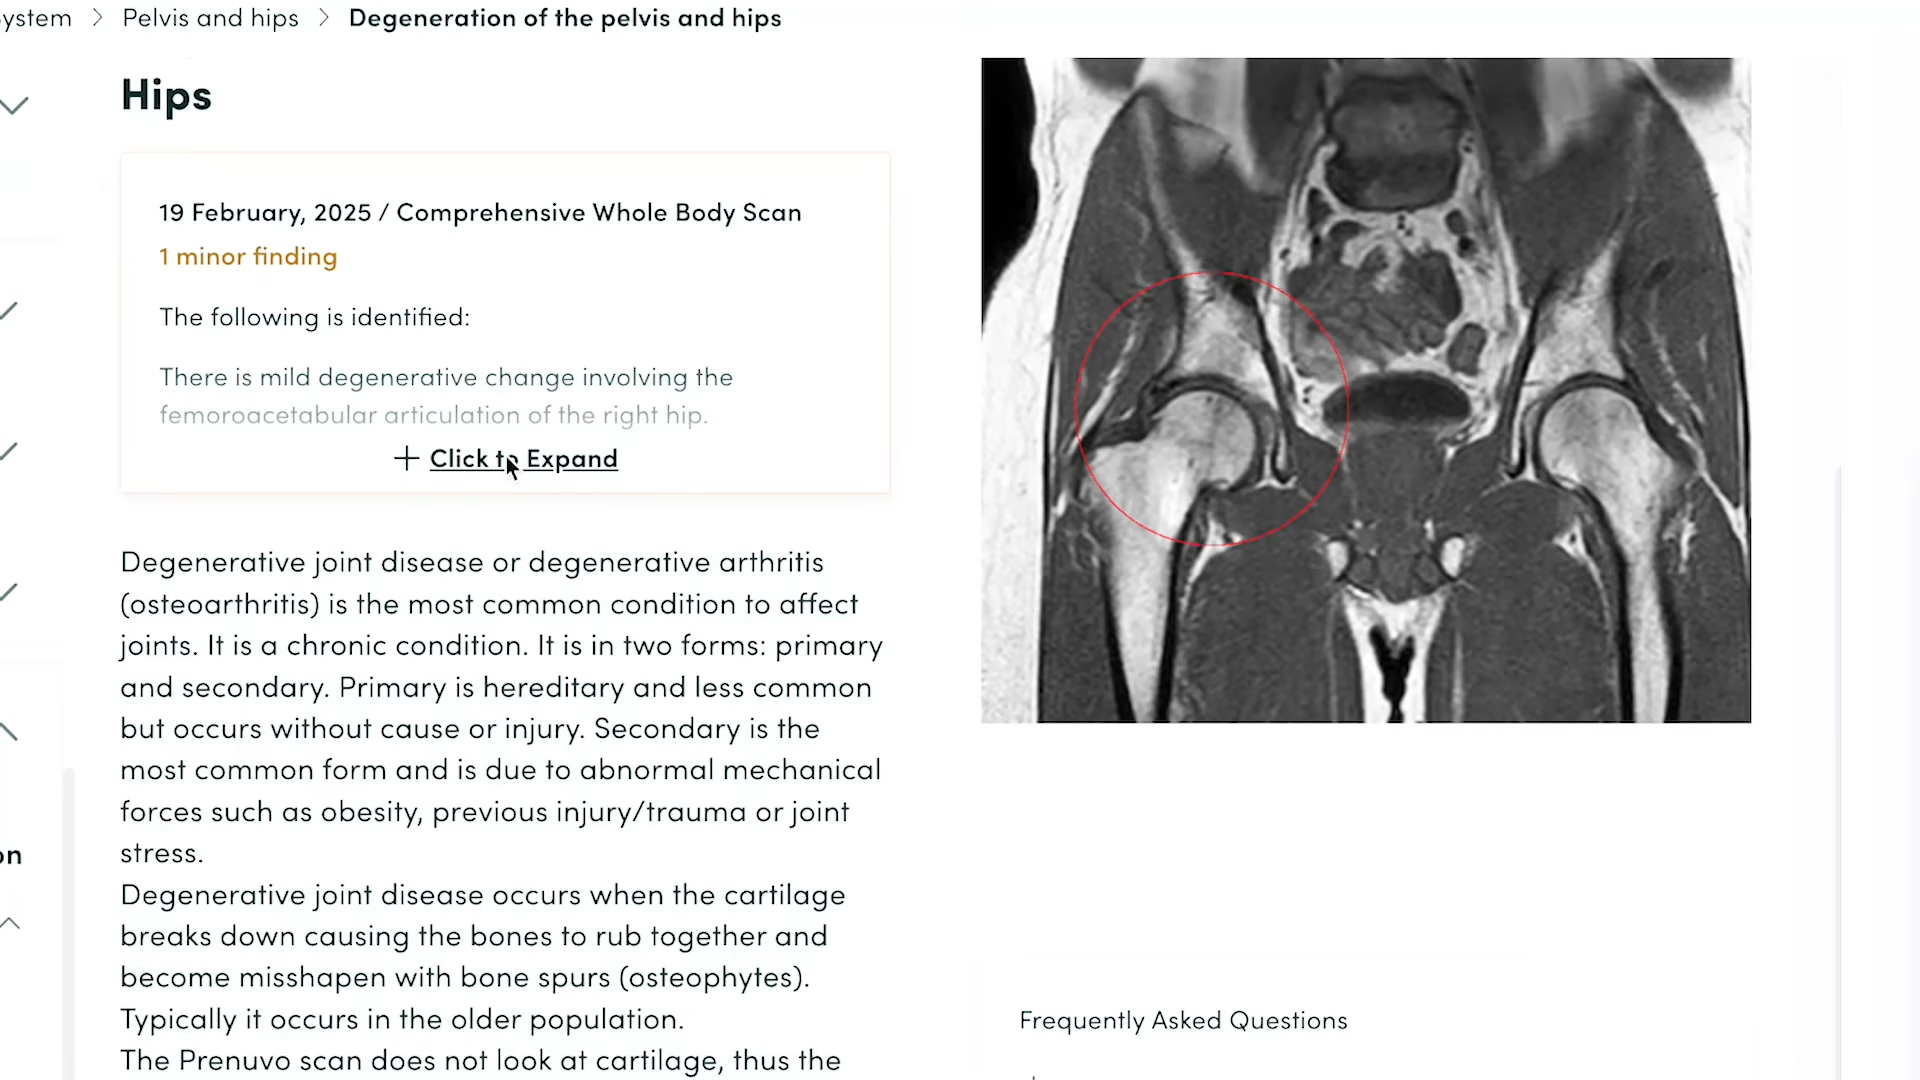 Pelvis and hips > Degeneration of the pelvis and hips
Hips
19 February, 2025 / Comprehensive Whole Body Scan
1 minor finding
The following is identified:
There is mild degenerative change involving the
femoroacetabular articulation of the right hip.
+ Click to Expand
Degenerative joint disease or degenerative arthritis
(osteoarthritis) is the most common condition to affect
joints. It is a chronic condition. It is in two forms: primary
and secondary. Primary is hereditary and less common
but occurs without cause or injury. Secondary is the
most common form and is due to abnormal mechanical
forces such as obesity, previous injury/trauma or joint
stress.
Degenerative joint disease occurs when the cartilage
breaks down causing the bones to rub together and
become misshapen with bone spurs (osteophytes).
Typically it occurs in the older population.
The Prenuvo scan does not look at cartilage, thus the
Frequently Asked Questions